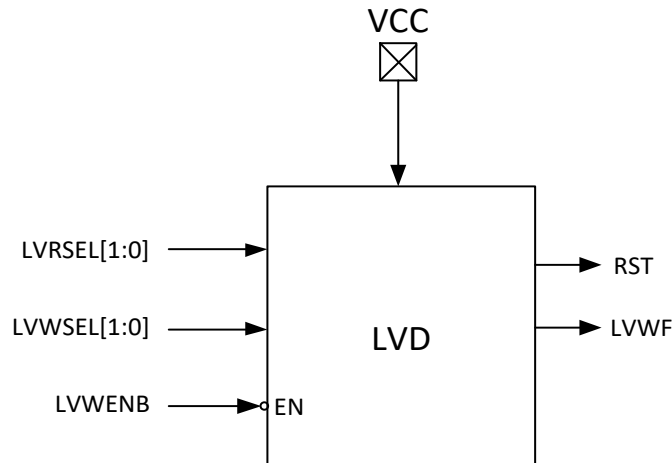 VCC
LVRSEL[1:0]
RST
LVWSEL[1:0]
LVD
LVWF
LVWENB
EN